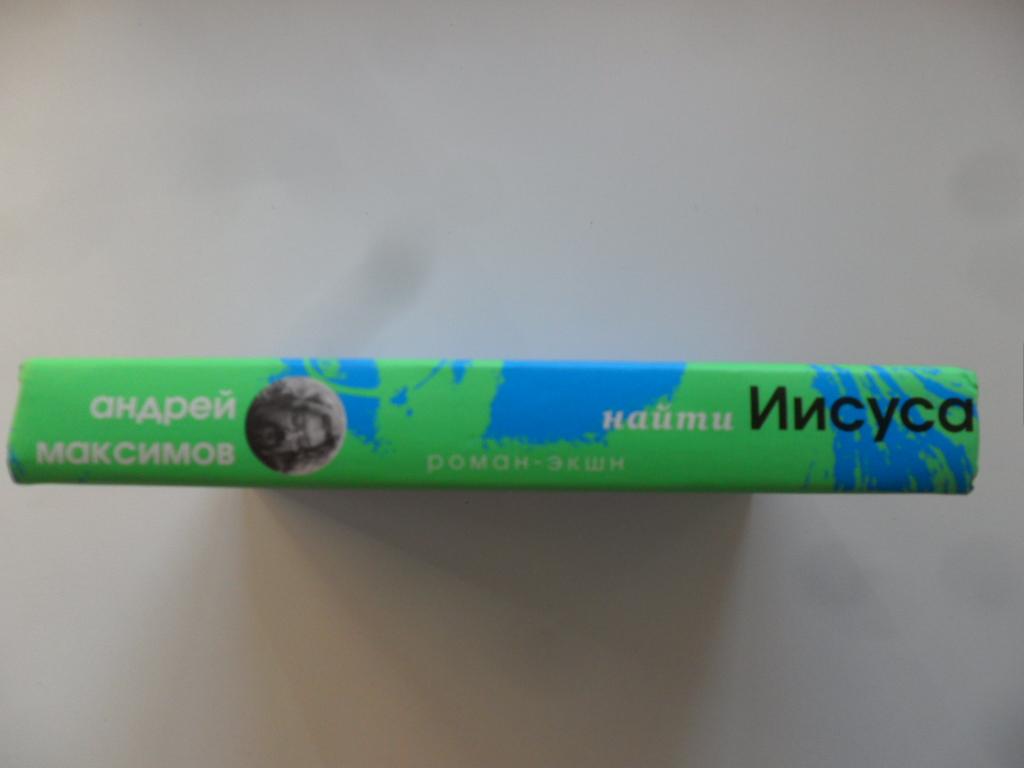 андрей
максимов
роман-экшн
найти Иисуса